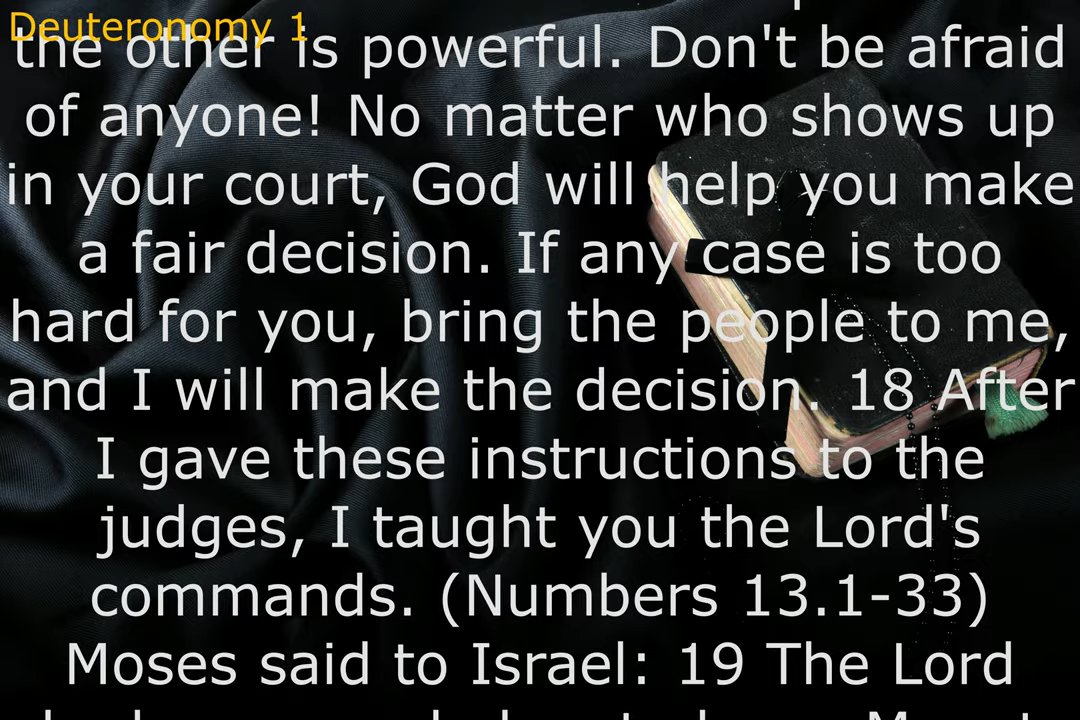 Deuteronomy 1
the other is powerful. Don't be afraid
of anyone! No matter who shows up
in your court, God will help you make
a fair decision. If any case is too
hard for you, bring the people to me,
and I will make the decision. 18 After
I gave these instructions to the
judges, I taught you the Lord's
commands. (Numbers 13.1-33)
Moses said to Israel: 19 The Lord